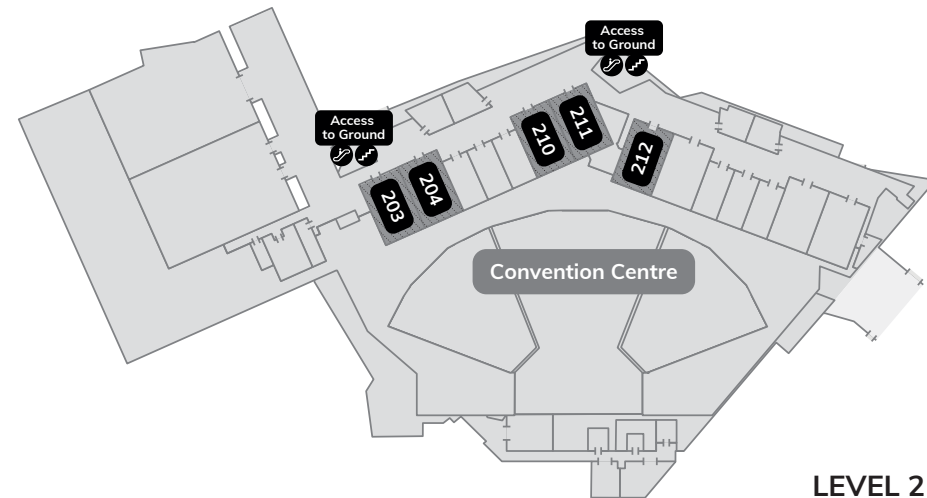 Access
to Ground
Access
to Ground
203
204
210
211
212
Convention Centre
LEVEL 2